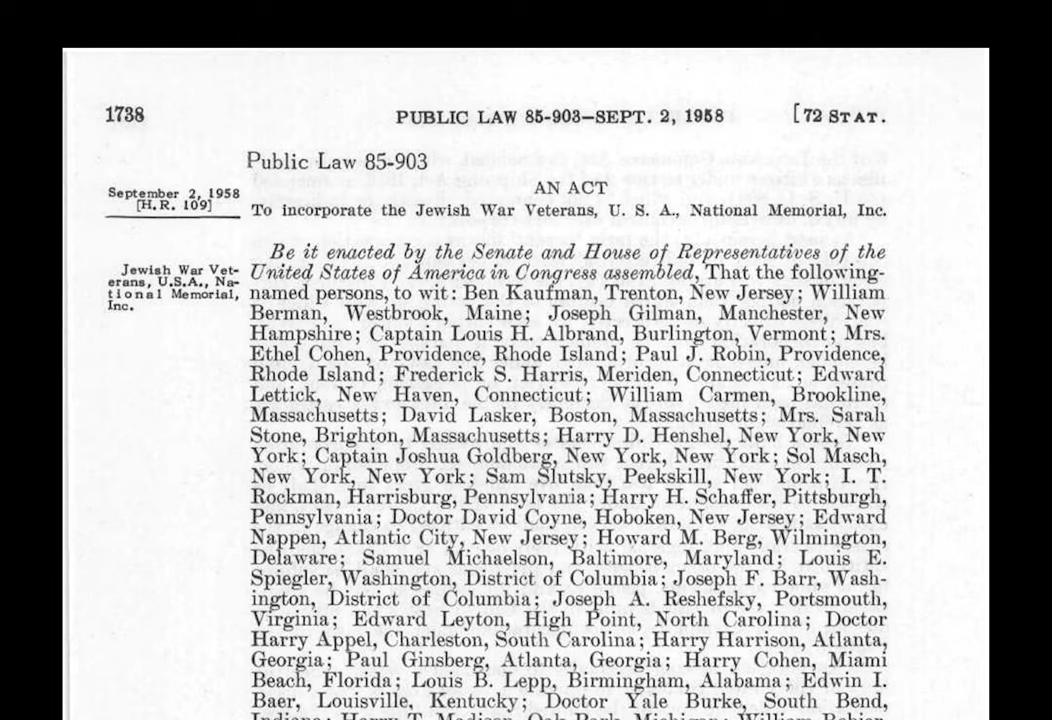 1738
PUBLIC LAW 85-903–SEPT. 2, 1958
[72 STAT.
Public Law 85-903
September 2, 1958
[H.R. 109]
AN ACT
To incorporate the Jewish War Veterans, U. S. A., National Memorial, Inc.
Jewish War Vet-
erans, U.S.A., Na-
tional Memorial,
Inc.
Be it enacted by the Senate and House of Representatives of the
United States of America in Congress assembled, That the following-
named persons, to wit: Ben Kaufman, Trenton, New Jersey; William
Berman, Westbrook, Maine; Joseph Gilman, Manchester, New
Hampshire; Captain Louis H. Albrand, Burlington, Vermont; Mrs.
Ethel Cohen, Providence, Rhode Island; Paul J. Robin, Providence,
Rhode Island; Frederick S. Harris, Meriden, Connecticut; Edward
Lettick, New Haven, Connecticut; William Carmen, Brookline,
Massachusetts; David Lasker, Boston, Massachusetts; Mrs. Sarah
Stone, Brighton, Massachusetts; Harry D. Henshel, New York, New
York; Captain Joshua Goldberg, New York, New York; Sol Masch,
New York, New York; Sam Slutsky, Peekskill, New York; I. T.
Rockman, Harrisburg, Pennsylvania; Harry H. Schaffer, Pittsburgh,
Pennsylvania; Doctor David Coyne, Hoboken, New Jersey; Edward
Nappen, Atlantic City, New Jersey; Howard M. Berg, Wilmington,
Delaware; Samuel Michaelson, Baltimore, Maryland; Louis E.
Spiegler, Washington, District of Columbia; Joseph F. Barr, Wash-
ington, District of Columbia; Joseph A. Reshefsky, Portsmouth,
Virginia; Edward Leyton, High Point, North Carolina; Doctor
Harry Appel, Charleston, South Carolina; Harry Harrison, Atlanta,
Georgia; Paul Ginsberg, Atlanta, Georgia; Harry Cohen, Miami
Beach, Florida; Louis B. Lepp, Birmingham, Alabama; Edwin I.
Baer, Louisville, Kentucky; Doctor Yale Burke, South Bend,
Indiana; Harry T. Madison, Oak Park, Michigan; William